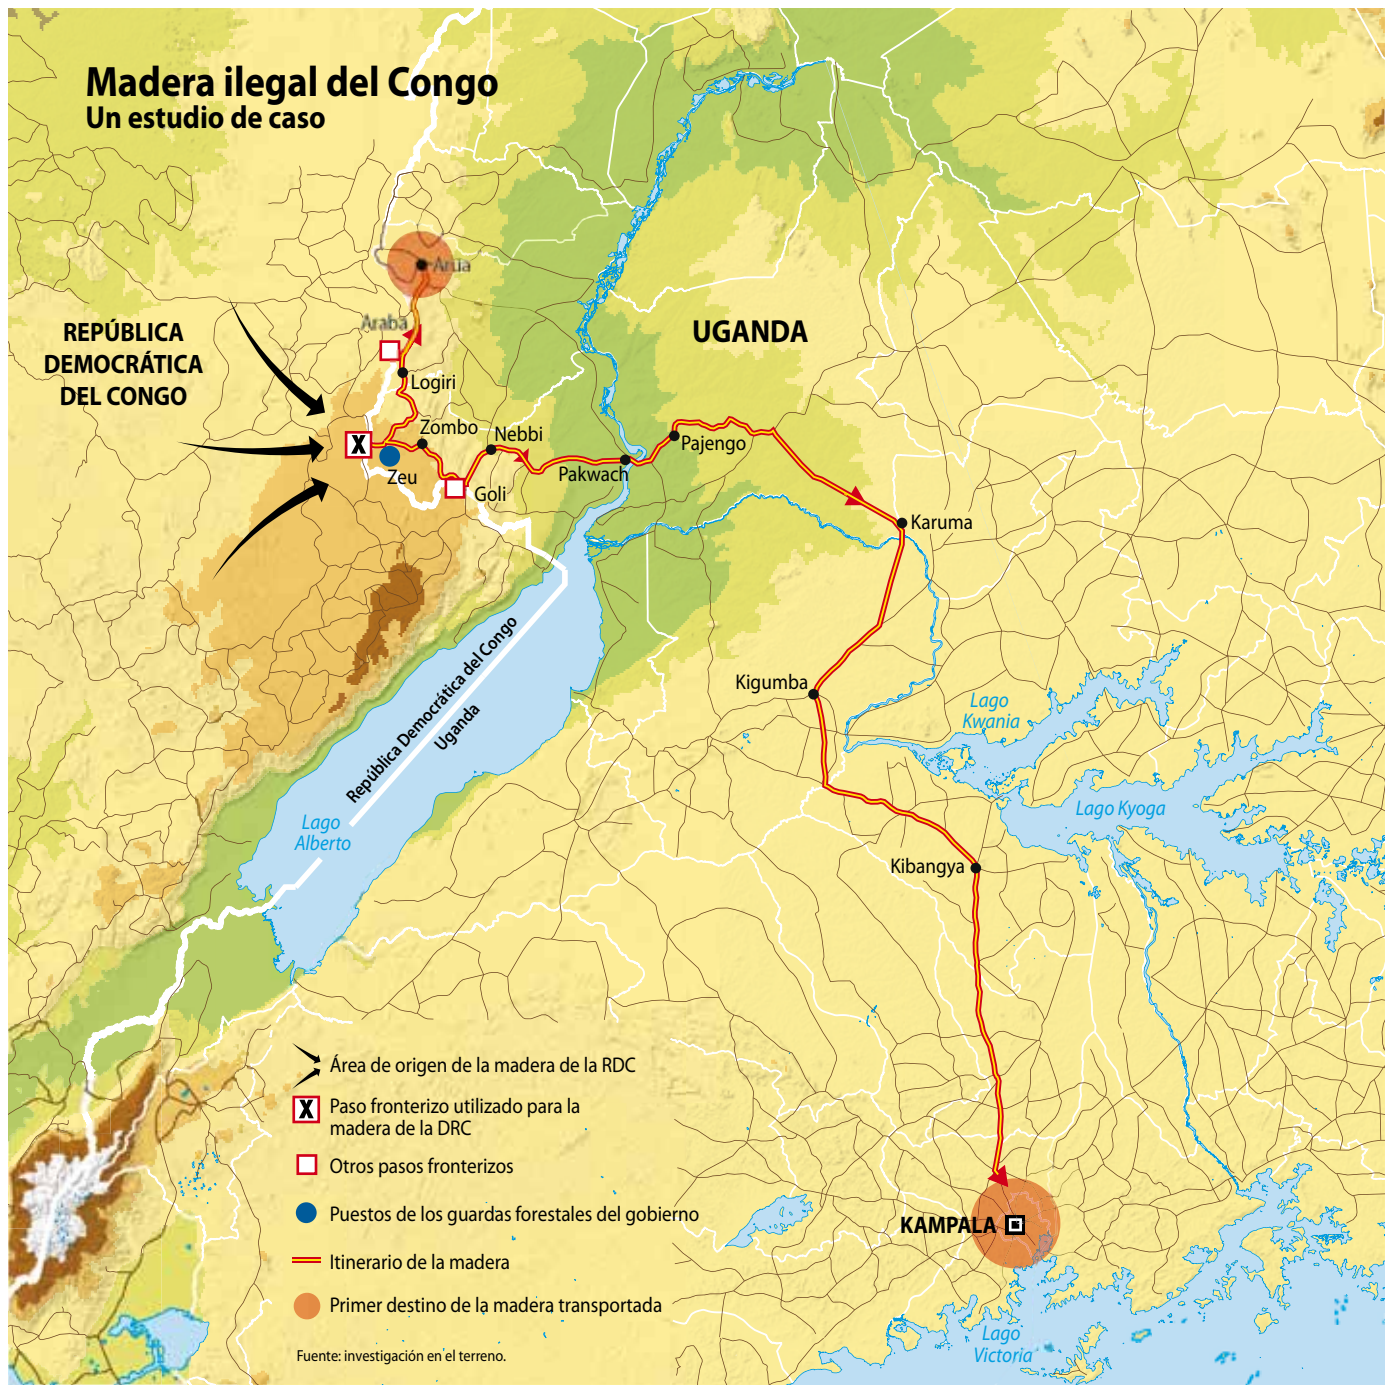 Madera ilegal del Congo
Un estudio de caso
Arua
Araba
REPÚBLICA
DEMOCRÁTICA
DEL CONGO
UGANDA
Logiri
Zombo
Nebbi
Pajengo
Zeu
Goli
Pakwach
Karuma
República Democrática del Congo
Uganda
Kigumba
Lago
Kwania
Lago Kyoga
Lago
Alberto
Kibangya
Área de origen de la madera de la RDC
X
Paso fronterizo utilizado para la
madera de la DRC
Otros pasos fronterizos
Puestos de los guardas forestales del gobierno
Itinerario de la madera
Primer destino de la madera transportada
Fuente: investigación en el terreno.
X
KAMPALA
Lago
Victoria